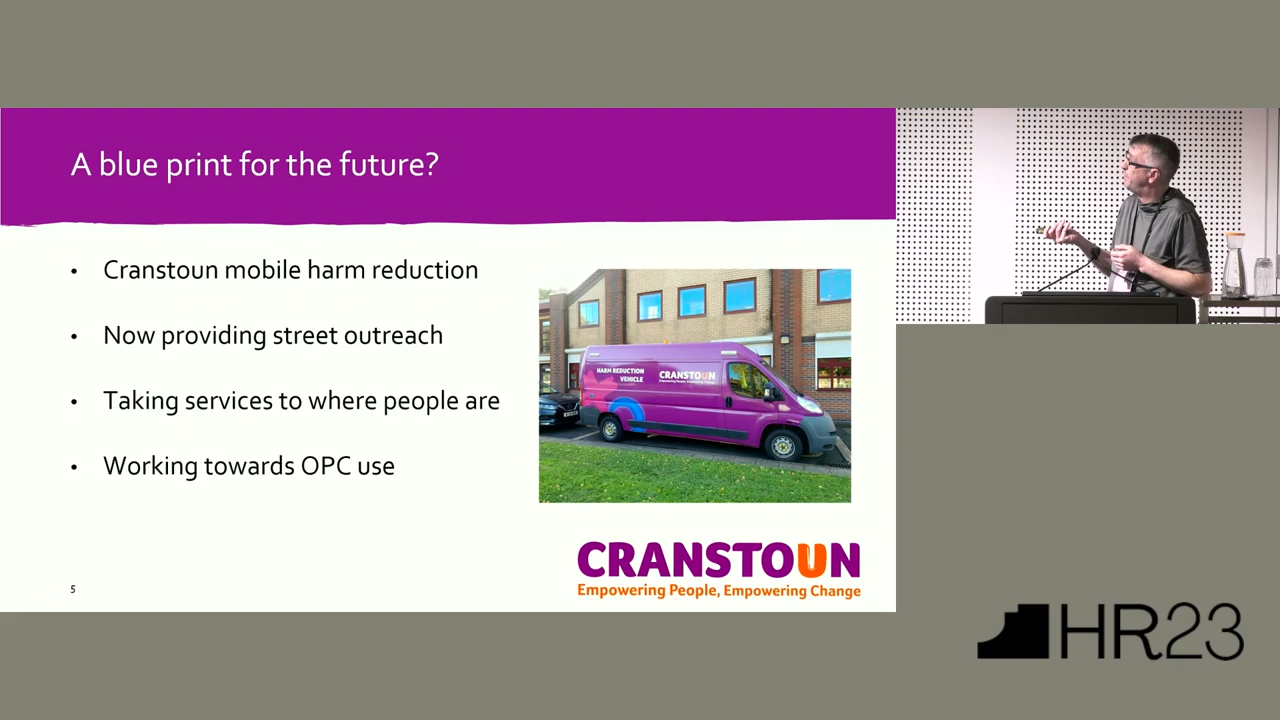 A blue print for the future?
• Cranstoun mobile harm reduction
• Now providing street outreach
• Taking services to where people are
• Working towards OPC use
HARM REDUCTION
VEHICLE
CRANSTOUN
CRANSTOUN
Empowering People, Empowering Change
5
HR23